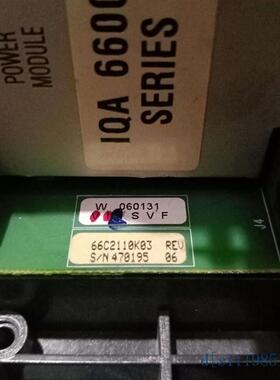 POWER
MODULE
IQA 6600
SERIES
W 060131
S V F
66C2110K03 REV
S/N 470195 06
J4